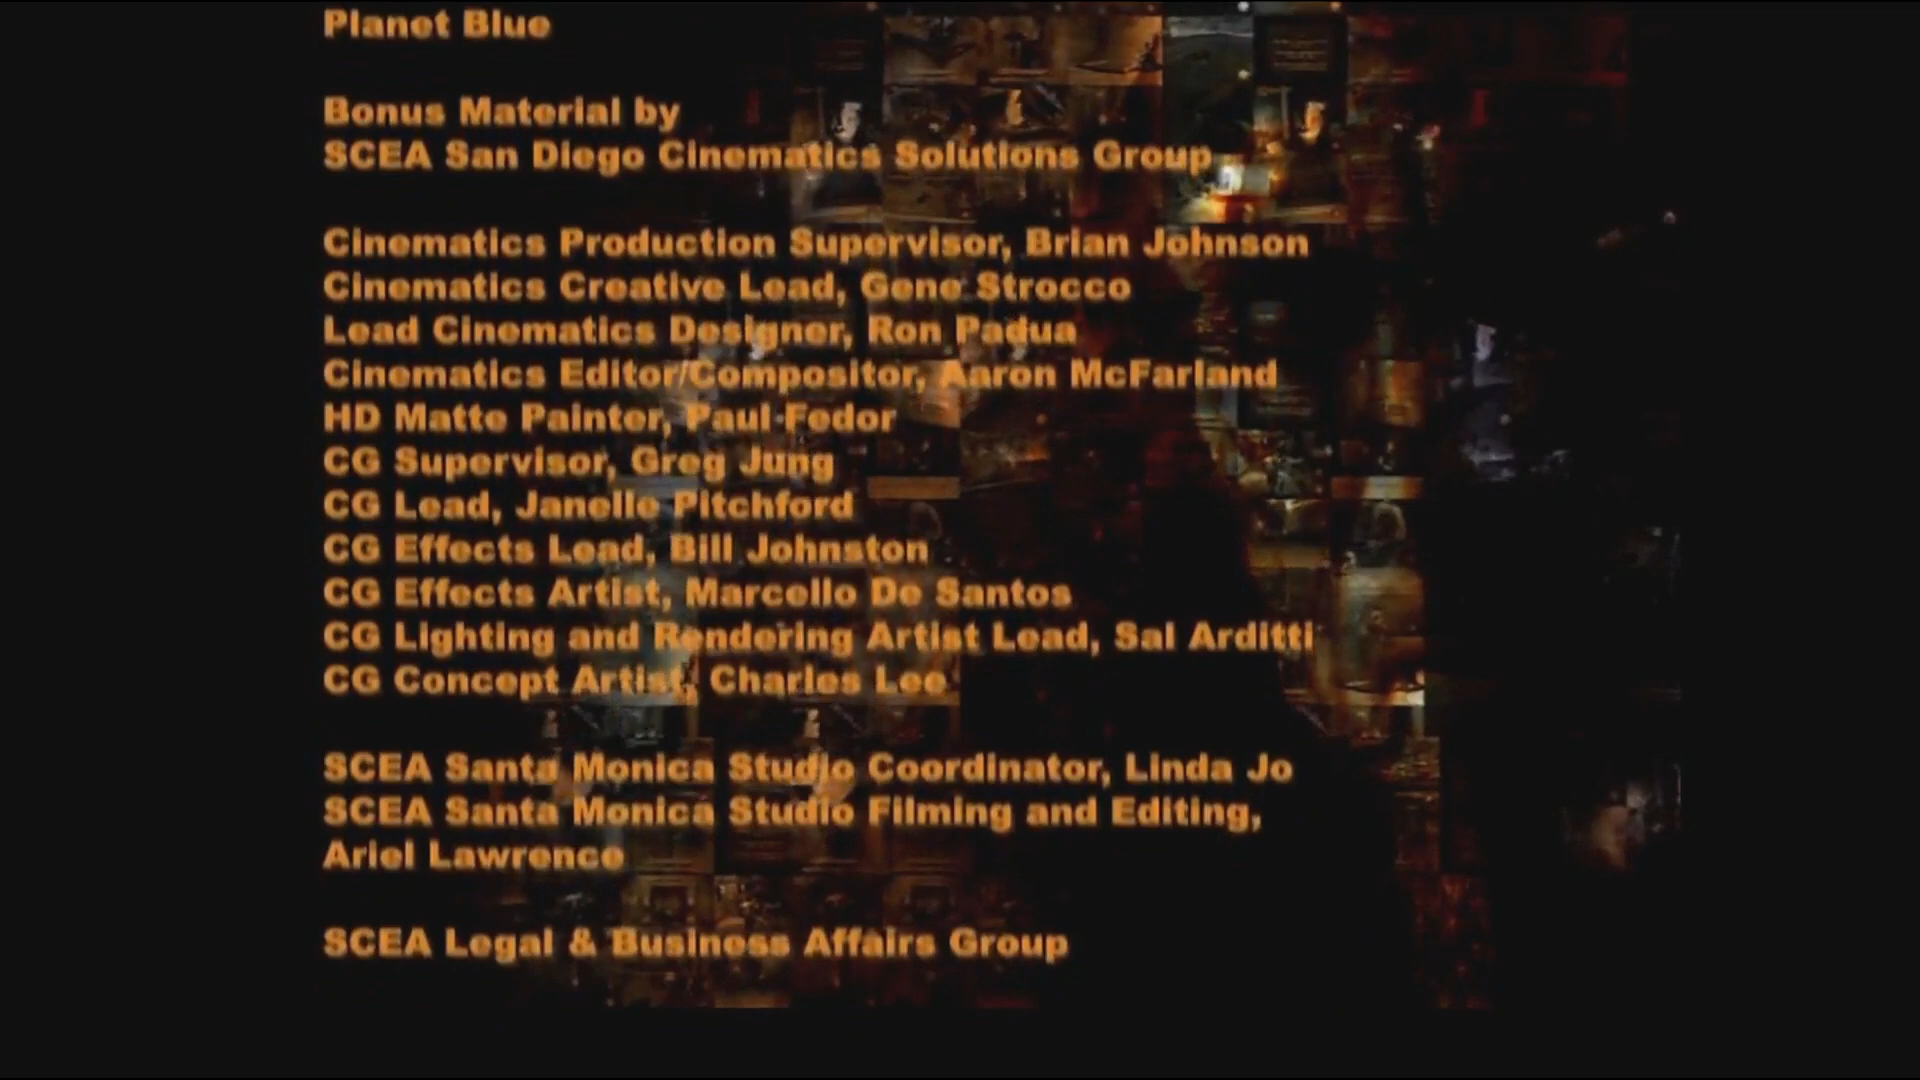 Planet Blue
Bonus Material by
SCEA San Diego Cinematics Solutions Group
Cinematics Production Supervisor, Brian Johnson
Cinematics Creative Lead, Gene Strocco
Lead Cinematics Designer, Ron Padua
Cinematics Editor/Compositor, Aaron McFarland
HD Matte Painter, Paul Fedor
CG Supervisor, Greg Jung
CG Lead, Janelle Pitchford
CG Effects Lead, Bill Johnston
CG Effects Artist, Marcello De Santos
CG Lighting and Rendering Artist Lead, Sal Arditti
CG Concept Artist, Charles Lee
SCEA Santa Monica Studio Coordinator, Linda Jo
SCEA Santa Monica Studio Filming and Editing,
Ariel Lawrence
SCEA Legal & Business Affairs Group